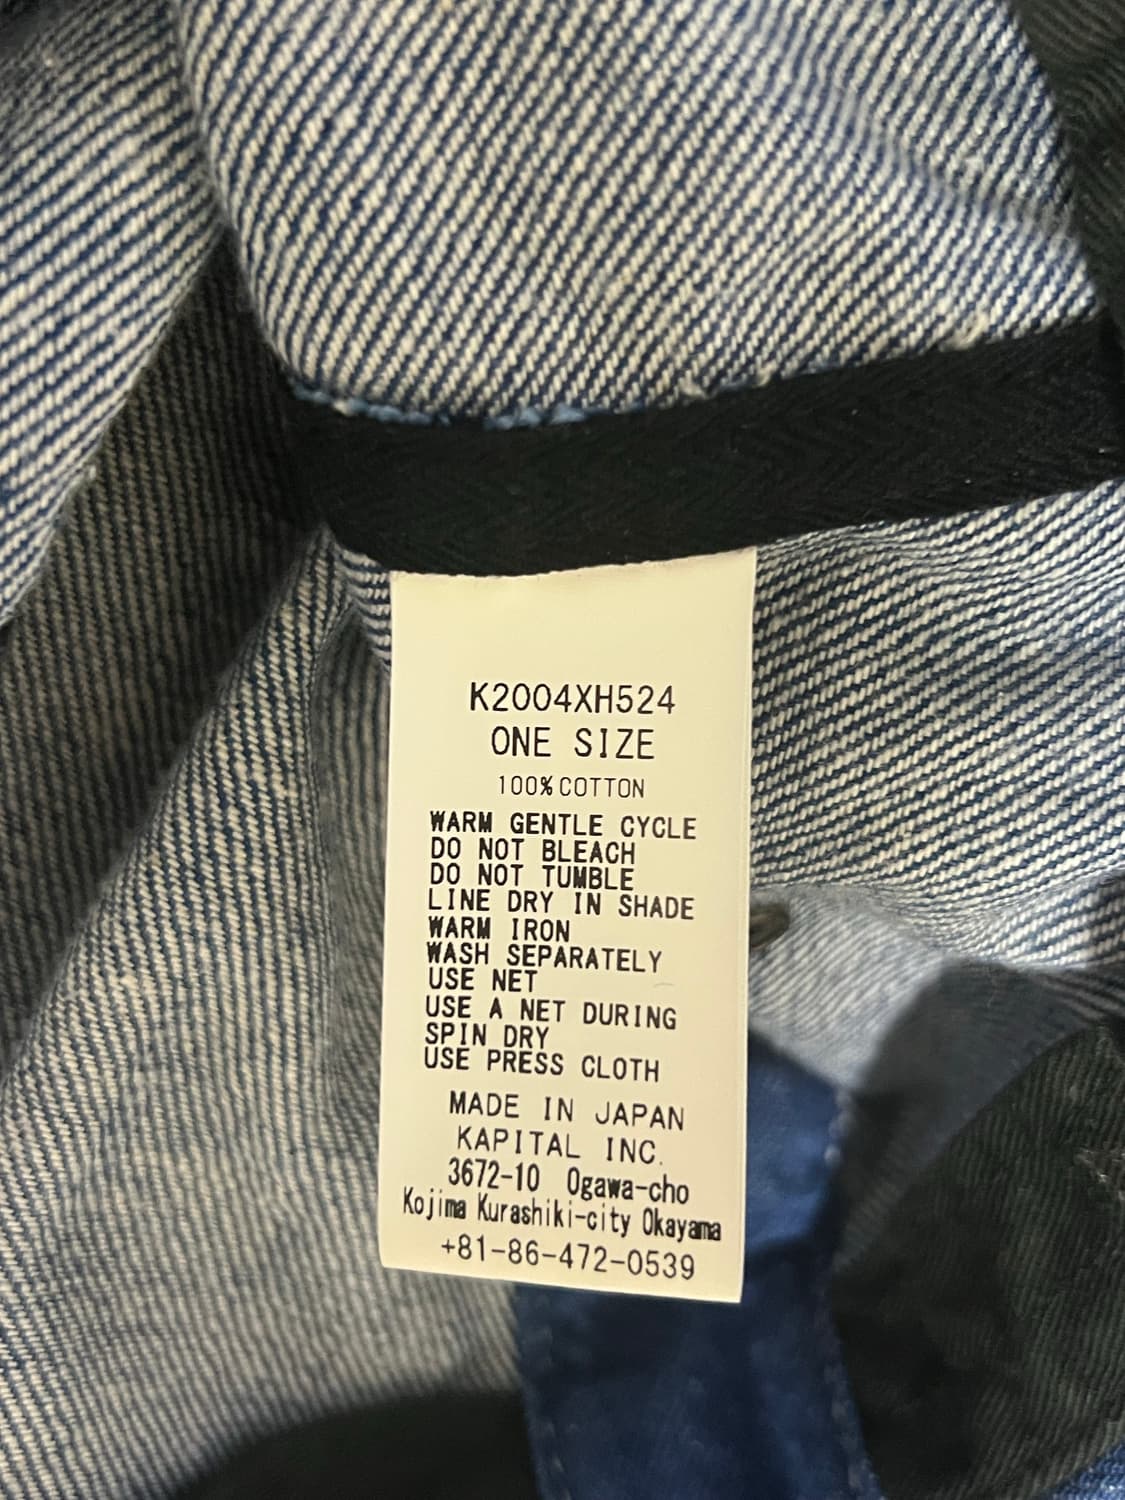 K2004XH524
ONE SIZE
100% COTTON
WARM GENTLE CYCLE
DO NOT BLEACH
DO NOT TUMBLE
LINE DRY IN SHADE
WARM IRON
WASH SEPARATELY
USE NET
USE A NET DURING
SPIN DRY
USE PRESS CLOTH
MADE IN JAPAN
KAPITAL INC.
3672-10 Ogawa-cho
Kojima Kurashiki-city Okayama
+81-86-472-0539